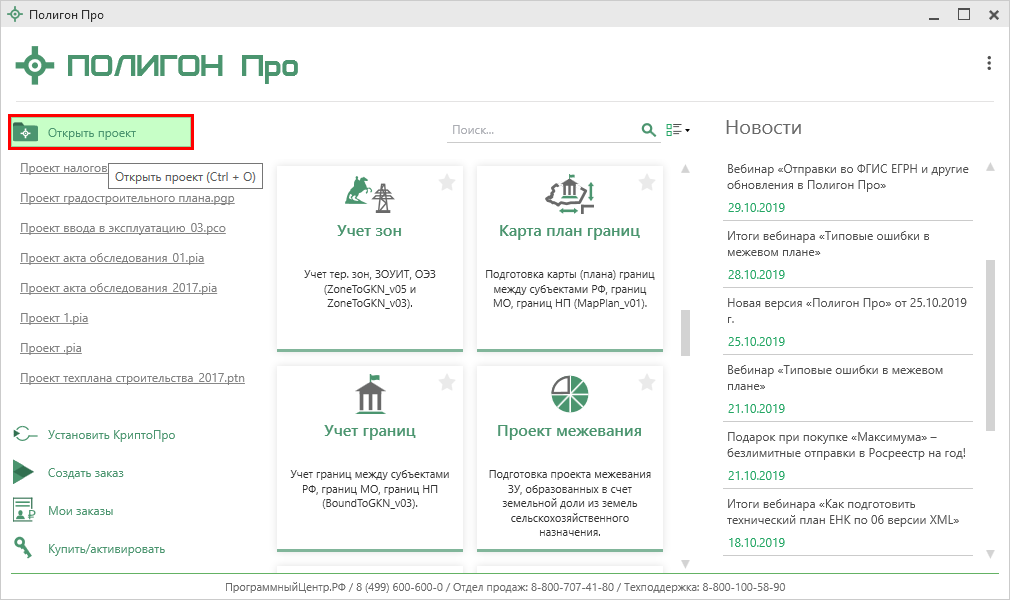 Полигон Про
ПОЛИГОН Про
Открыть проект
Проект налогов
Открыть проект (Ctrl + O)
Проект градостроительного плана.pgp
Проект ввода в эксплуатацию_03.pco
Проект акта обследования_01.pia
Проект акта обследования_2017.pia
Проект 1.pia
Проект .pia
Проект техплана строительства_2017.ptn
Установить КриптоПро
Создать заказ
Мои заказы
Купить/активировать
Поиск...
Учет зон
Учет тер. зон, ЗОУИТ, ОЭЗ
(ZoneToGKN_v05 и
ZoneToGKN_v03).
Карта план границ
Подготовка карты (плана) границ
между субъектами РФ, границ
МО, границ НП (MapPlan_v01).
Учет границ
Учет границ между субъектами
РФ, границ МО, границ НП
(BoundToGKN_v03).
Проект межевания
Подготовка проекта межевания
ЗУ, образованных в счет
земельной доли из земель
сельскохозяйственного
назначения.
Новости
Вебинар «Отправки во ФГИС ЕГРН и другие
обновления в Полигон Про»
29.10.2019
Итоги вебинара «Типовые ошибки в
межевом плане»
28.10.2019
Новая версия «Полигон Про» от 25.10.2019
г.
25.10.2019
Вебинар «Типовые ошибки в межевом
плане»
21.10.2019
Подарок при покупке «Максимума» –
безлимитные отправки в Росреестр на год!
21.10.2019
Итоги вебинара «Как подготовить
технический план ЕНК по 06 версии XML»
18.10.2019
ПрограммныйЦентр.РФ / 8 (499) 600-600-0 / Отдел продаж: 8-800-707-41-80 / Техподдержка: 8-800-100-58-90